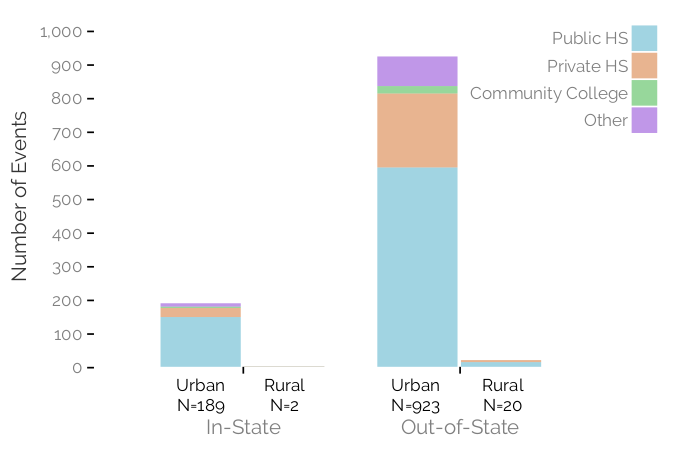 1,000
900
800
700
600
500
400
300
200
100
0
Number of Events
Public HS
Private HS
Community College
Other
Urban
N=189
Rural
N=2
In-State
Urban
N=923
Rural
N=20
Out-of-State